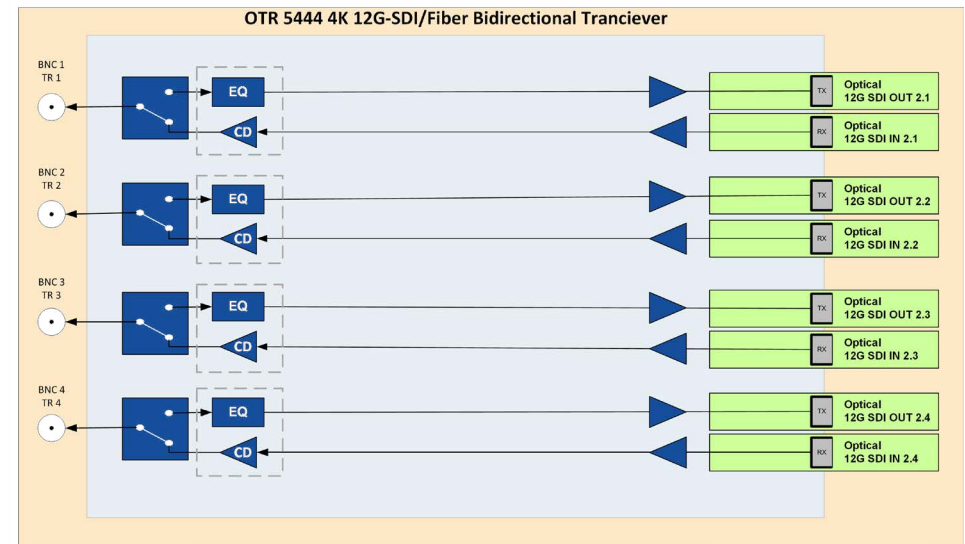 OTR 5444 4K 12G-SDI/Fiber Bidirectional Tranciever
BNC 1
TR 1
EQ
CD
TX
Optical
12G SDI OUT 2.1
RX
Optical
12G SDI IN 2.1
BNC 2
TR 2
EQ
CD
TX
Optical
12G SDI OUT 2.2
RX
Optical
12G SDI IN 2.2
BNC 3
TR 3
EQ
CD
TX
Optical
12G SDI OUT 2.3
RX
Optical
12G SDI IN 2.3
BNC 4
TR 4
EQ
CD
TX
Optical
12G SDI OUT 2.4
RX
Optical
12G SDI IN 2.4